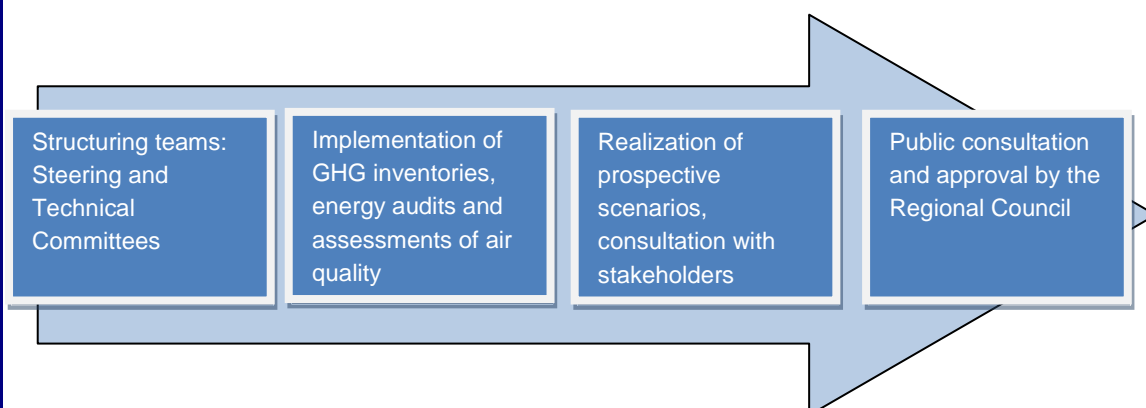 Structuring teams:
Steering and
Technical
Committees
Implementation of
GHG inventories,
energy audits and
assessments of air
quality
Realization of
prospective
scenarios,
consultation with
stakeholders
Public consultation
and approval by the
Regional Council